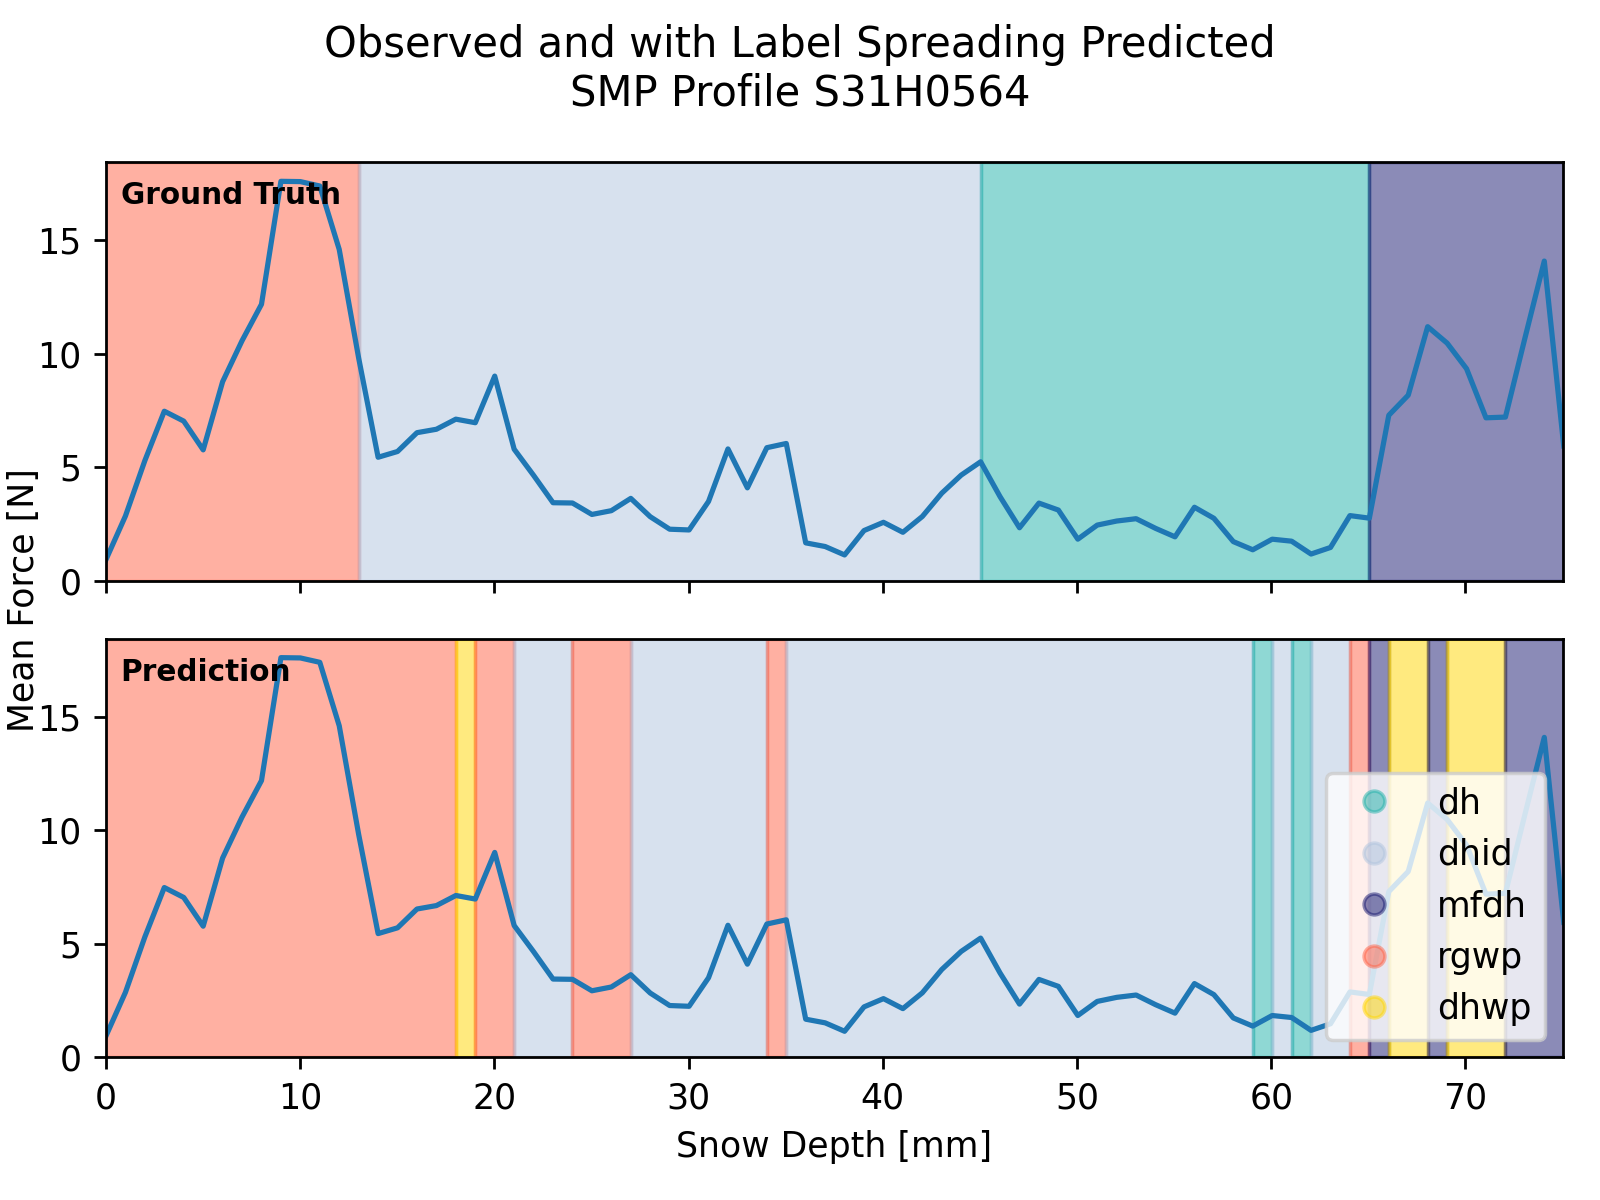 Observed and with Label Spreading Predicted
SMP Profile S31H0564
Ground Truth
15
10
5
0
Mean Force [N]
Prediction
15
10
5
0
dh
dhid
mfdh
rgwp
dhwp
0 10 20 30 40 50 60 70
Snow Depth [mm]